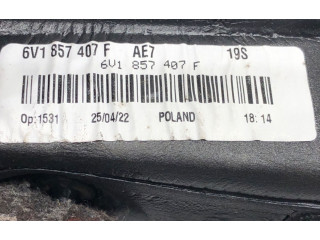 6V1 857 407 F AE7 19S
6V1 857 407 F
Op:1531 25/04/22 POLAND 18:14